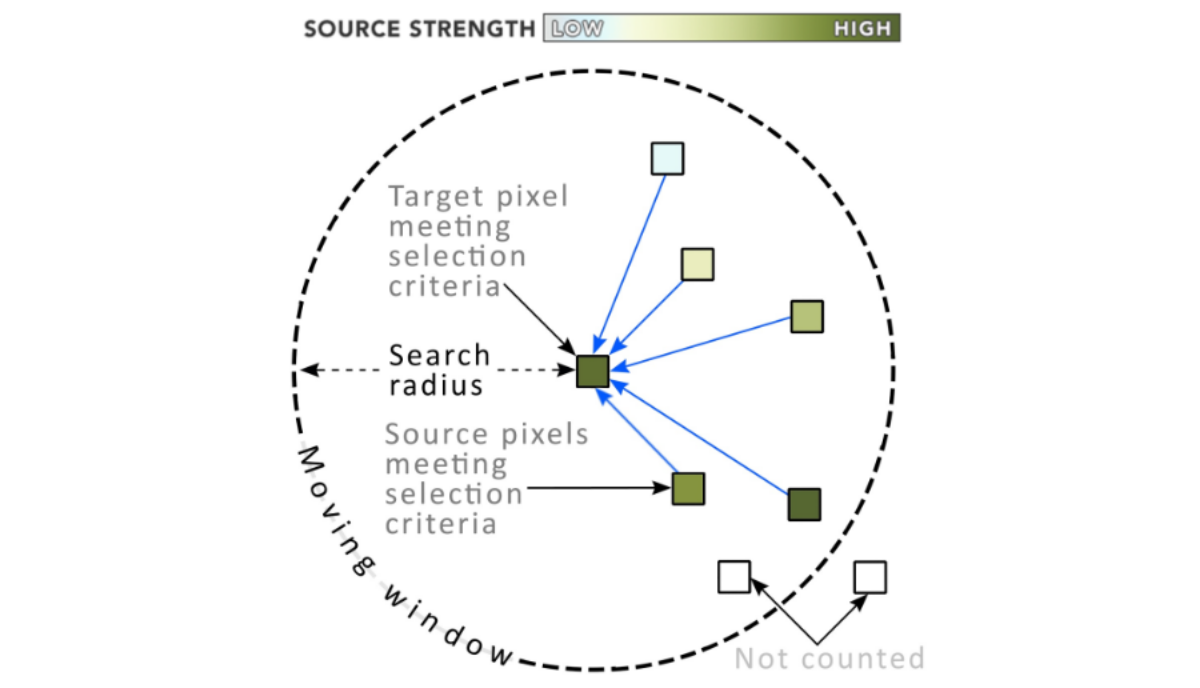 SOURCE STRENGTH LOW HIGH
Target pixel
meeting
selection
criteria
Search
radius
Source pixels
meeting
selection
criteria
Moving window
Not counted